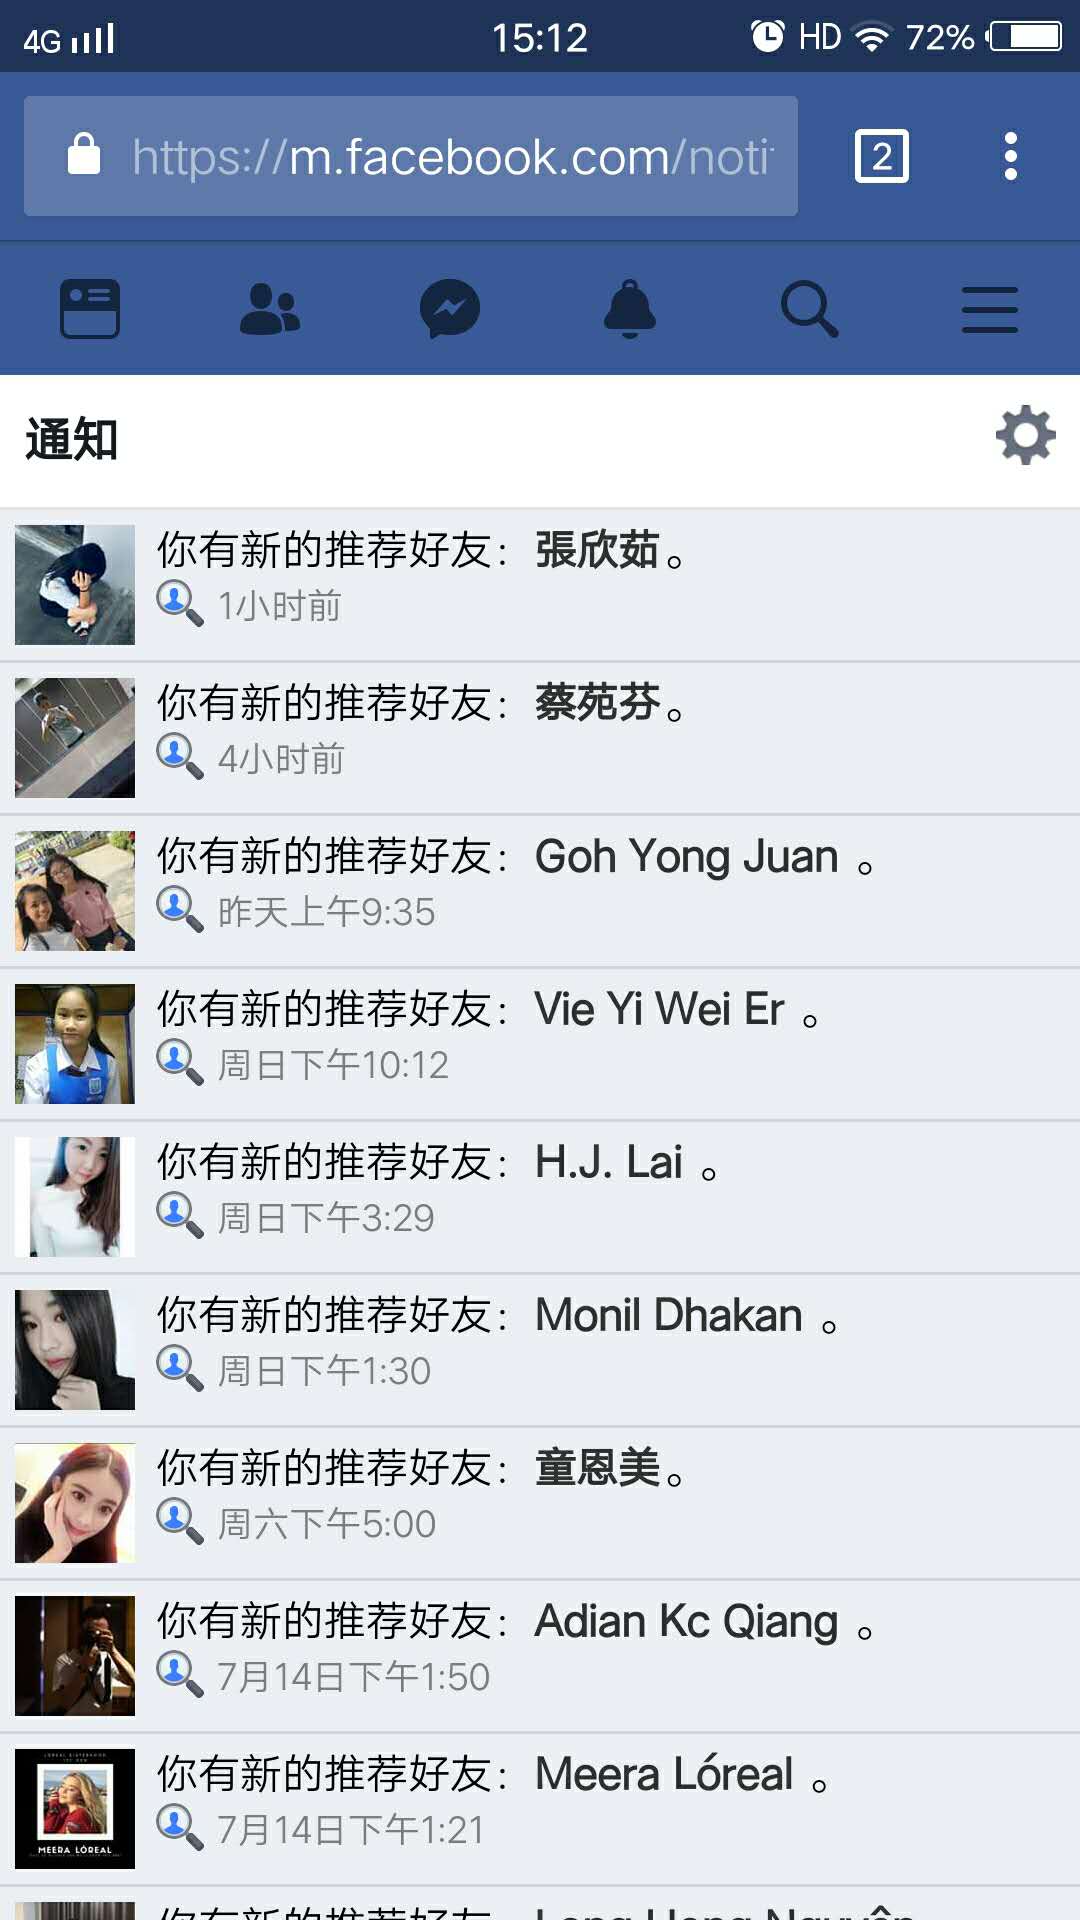 4G 15:12 HD 72%
https://m.facebook.com/noti
2
通知
你有新的推荐好友：張欣茹。
1小时前
你有新的推荐好友：蔡苑芬。
4小时前
你有新的推荐好友：Goh Yong Juan 。
昨天上午9:35
你有新的推荐好友：Vie Yi Wei Er 。
周日下午10:12
你有新的推荐好友：H.J. Lai 。
周日下午3:29
你有新的推荐好友：Monil Dhakan 。
周日下午1:30
你有新的推荐好友：童恩美。
周六下午5:00
你有新的推荐好友：Adian Kc Qiang 。
7月14日下午1:50
你有新的推荐好友：Meera Lóreal 。
7月14日下午1:21
MEERA LÓREAL
你有新的推荐好友：